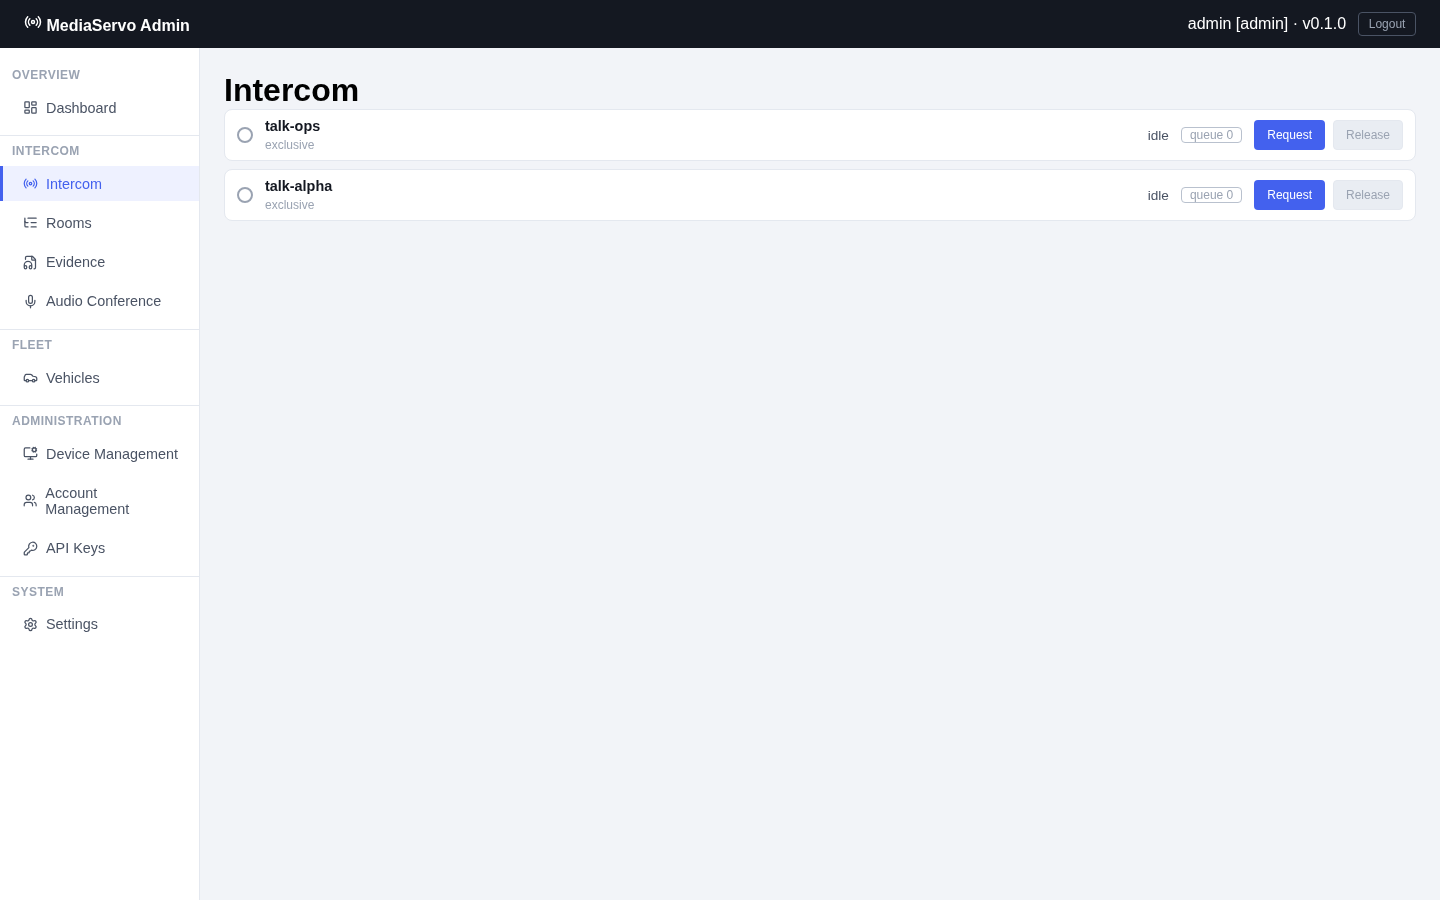 MediaServo Admin
admin [admin] · v0.1.0
Logout
OVERVIEW
Dashboard
INTERCOM
Intercom
Rooms
Evidence
Audio Conference
FLEET
Vehicles
ADMINISTRATION
Device Management
Account
Management
API Keys
SYSTEM
Settings
Intercom
talk-ops
exclusive
idle
queue 0
Request
Release
talk-alpha
exclusive
idle
queue 0
Request
Release